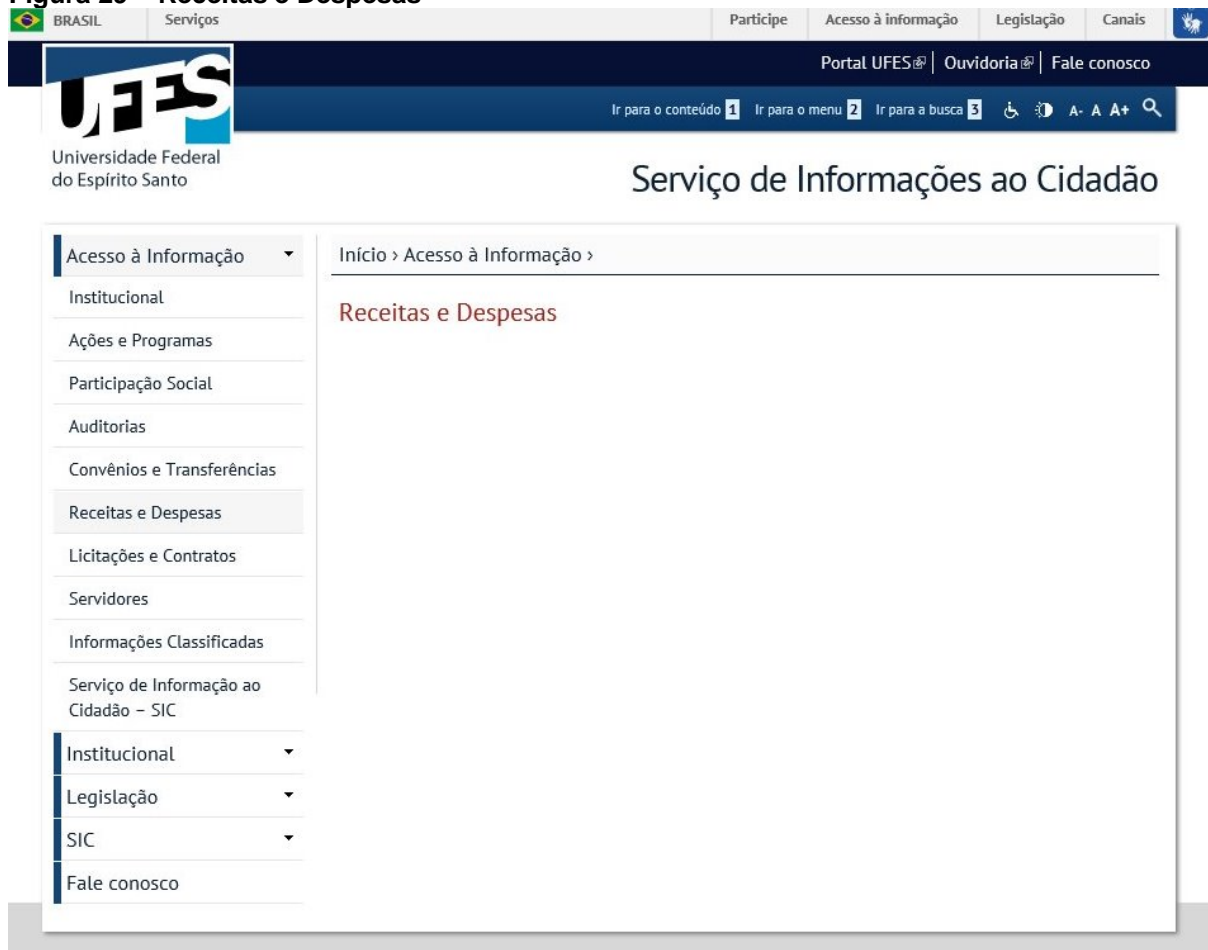 BRASIL Serviços Participe Acesso à informação Legislação Canais
Portal UFES Ouvidoria Fale conosco
Ir para o conteúdo 1 Ir para o menu 2 Ir para a busca 3 A- A A+
UFES
Universidade Federal
do Espírito Santo
Serviço de Informações ao Cidadão
Acesso à Informação
Institucional
Ações e Programas
Participação Social
Auditorias
Convênios e Transferências
Receitas e Despesas
Licitações e Contratos
Servidores
Informações Classificadas
Serviço de Informação ao
Cidadão – SIC
Institucional
Legislação
SIC
Fale conosco
Início › Acesso à Informação ›
Receitas e Despesas